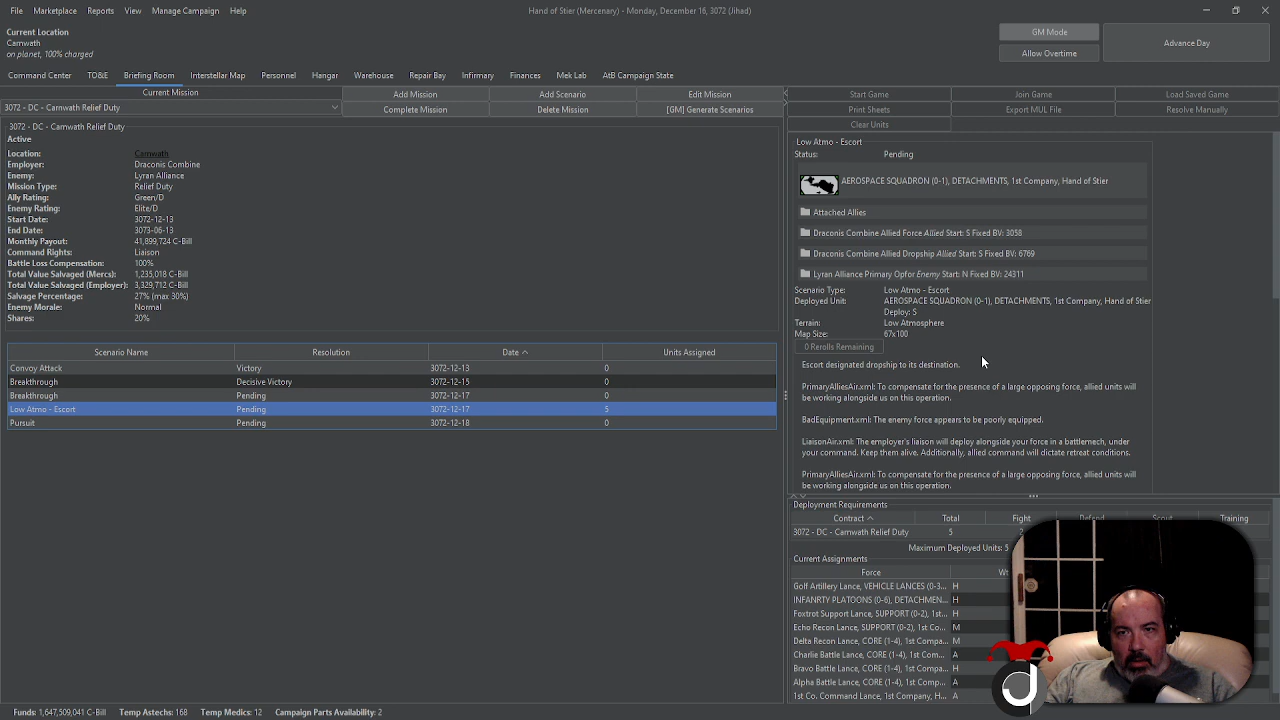 File Marketplace Reports View Manage Campaign Help
Hand of Stier (Mercenary) - Monday, December 16, 3072 (Jihad)
Current Location
Carnwath
on planet, 100% charged
GM Mode
Allow Overtime
Advance Day
Command Center TO&E Briefing Room Interstellar Map Personnel Hangar Warehouse Repair Bay Infirmary Finances Mek Lab AtB Campaign State
Current Mission
3072 - DC - Carnwath Relief Duty
Add Mission Add Scenario Edit Mission
Complete Mission Delete Mission [GM] Generate Scenarios
3072 - DC - Carnwath Relief Duty
Active
Location: Carnwath
Employer: Draconis Combine
Enemy: Lyran Alliance
Mission Type: Relief Duty
Ally Rating: Green/D
Enemy Rating: Elite/D
Start Date: 3072-12-13
End Date: 3073-06-13
Monthly Payout: 41,899,724 C-Bill
Command Rights: Liaison
Battle Loss Compensation: 100%
Total Value Salvaged (Mercs): 1,235,018 C-Bill
Total Value Salvaged (Employer): 3,329,712 C-Bill
Salvage Percentage: 27% (max 30%)
Enemy Morale: Normal
Shares: 20%
Scenario Name Resolution Date Units Assigned
Convoy Attack Victory 3072-12-13 0
Breakthrough Decisive Victory 3072-12-15 0
Breakthrough Pending 3072-12-17 0
Low Atmo - Escort Pending 3072-12-17 5
Pursuit Pending 3072-12-18 0
Start Game Join Game Load Saved Game
Print Sheets Export MUL File Resolve Manually
Clear Units
Low Atmo - Escort
Status: Pending
AEROSPACE SQUADRON (0-1), DETACHMENTS, 1st Company, Hand of Stier
Attached Allies
Draconis Combine Allied Force Allied Start: S Fixed BV: 3058
Draconis Combine Allied Dropship Allied Start: S Fixed BV: 6769
Lyran Alliance Primary Opfor Enemy Start: N Fixed BV: 24311
Scenario Type: Low Atmo - Escort
Deployed Unit: AEROSPACE SQUADRON (0-1), DETACHMENTS, 1st Company, Hand of Stier
Deploy: S
Terrain: Low Atmosphere
Map Size: 67x100
0 Rerolls Remaining
Escort designated dropship to its destination.
PrimaryAlliesAir.xml: To compensate for the presence of a large opposing force, allied units will
be working alongside us on this operation.
BadEquipment.xml: The enemy force appears to be poorly equipped.
LiaisonAir.xml: The employer's liaison will deploy alongside your force in a battlemech, under
your command. Keep them alive. Additionally, allied command will dictate retreat conditions.
PrimaryAlliesAir.xml: To compensate for the presence of a large opposing force, allied units will
be working alongside us on this operation.
Deployment Requirements
Contract Total Fight Defend Scout Training
3072 - DC - Carnwath Relief Duty 5
Maximum Deployed Units: 5
Current Assignments
Force
Golf Artillery Lance, VEHICLE LANCES (0-3... H
INFANRTY PLATOONS (0-6), DETACHMEN... H
Foxtrot Support Lance, SUPPORT (0-2), 1st... H
Echo Recon Lance, SUPPORT (0-2), 1st Co... M
Delta Recon Lance, CORE (1-4), 1st Compa... M
Charlie Battle Lance, CORE (1-4), 1st Com... A
Bravo Battle Lance, CORE (1-4), 1st Comp... H
Alpha Battle Lance, CORE (1-4), 1st Comp... A
1st Co. Command Lance, 1st Company, H... A
Funds: 1,647,509,041 C-Bill Temp Astechs: 168 Temp Medics: 12 Campaign Parts Availability: 2